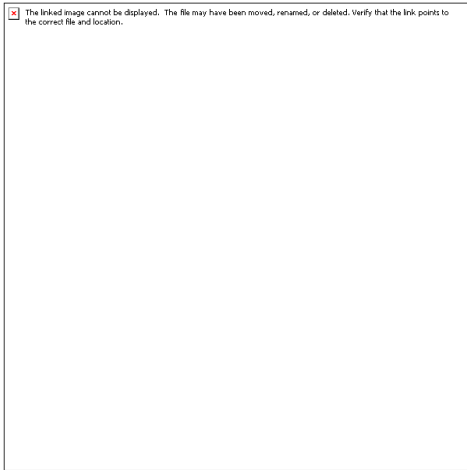 The linked image cannot be displayed.  The file may have been moved, renamed, or deleted. Verify that the link points to
the correct file and location.